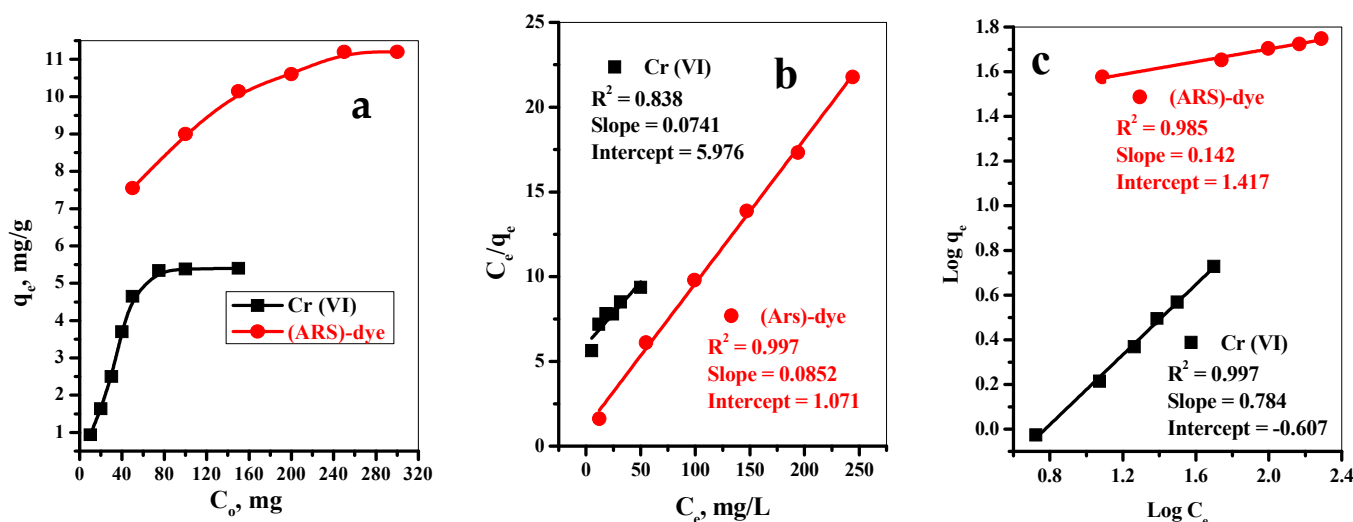 a
11
10
9
8
7
6
5
4
3
2
1
0 40 80 120 160 200 240 280 320
qe, mg/g
Co, mg
Cr (VI)
(ARS)-dye
b
25
20
15
10
5
0
0 50 100 150 200 250
Ce/qe
Ce, mg/L
Cr (VI)
R² = 0.838
Slope = 0.0741
Intercept = 5.976
(Ars)-dye
R² = 0.997
Slope = 0.0852
Intercept = 1.071
c
1.8
1.6
1.4
1.2
1.0
0.8
0.6
0.4
0.2
0.0
0.8 1.2 1.6 2.0 2.4
Log qe
Log Ce
(ARS)-dye
R² = 0.985
Slope = 0.142
Intercept = 1.417
Cr (VI)
R² = 0.997
Slope = 0.784
Intercept = -0.607